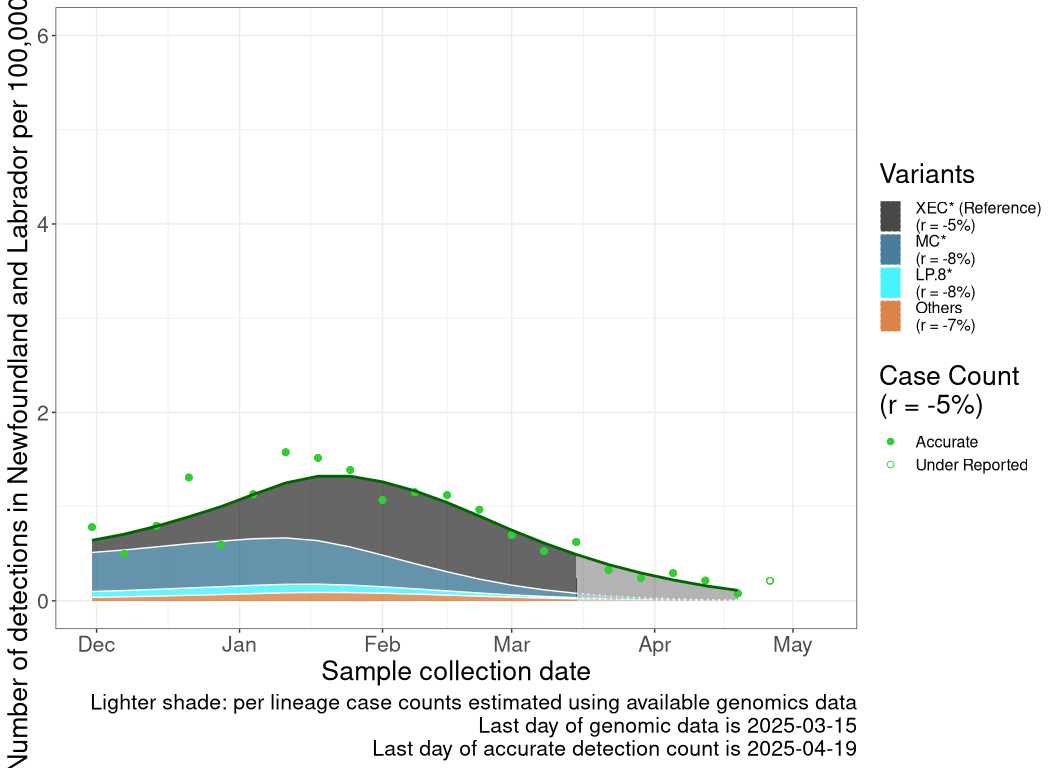 Number of detections in Newfoundland and Labrador per 100,000
6
4
2
0
Dec Jan Feb Mar Apr May
Sample collection date
Lighter shade: per lineage case counts estimated using available genomics data
Last day of genomic data is 2025-03-15
Last day of accurate detection count is 2025-04-19
Variants
XEC* (Reference)
(r = -5%)
MC*
(r = -8%)
LP.8*
(r = -8%)
Others
(r = -7%)
Case Count
(r = -5%)
Accurate
Under Reported